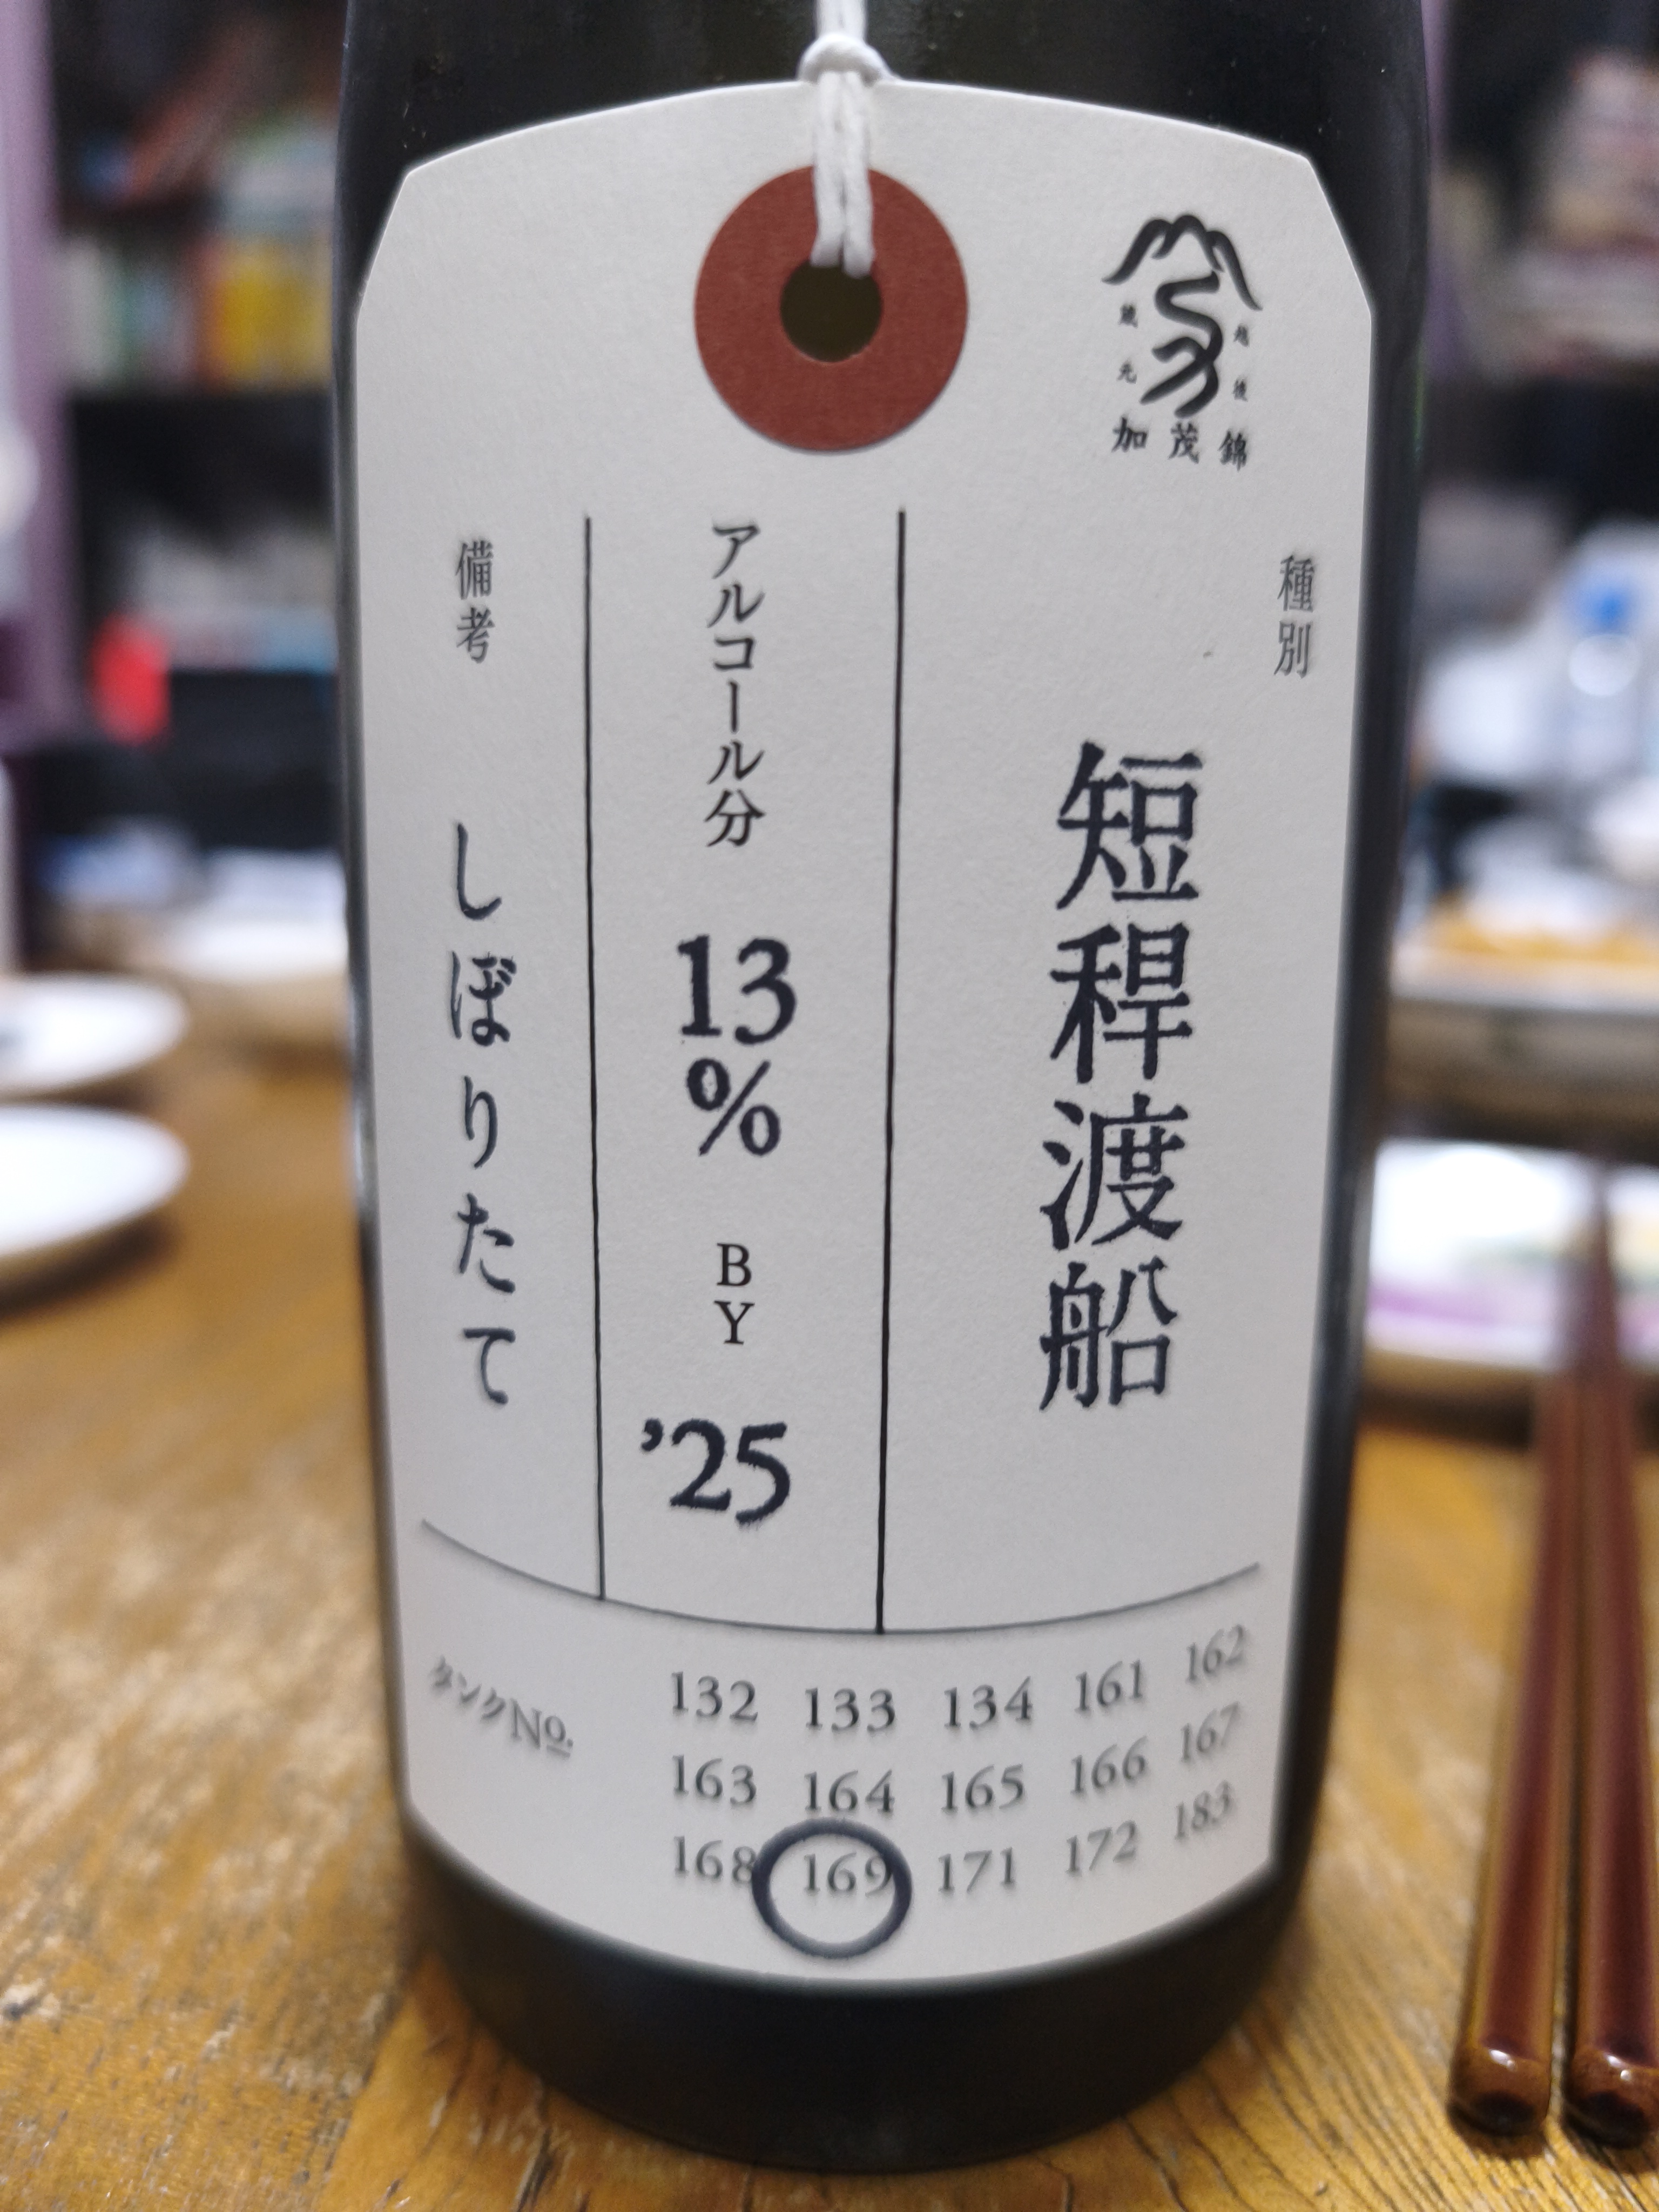 越後
蔵元
加茂錦
種別
短稈渡船
アルコール分
13
%
BY
’25
備考
しぼりたて
タンクNo.
132 133 134 161 162
163 164 165 166 167
168 169 171 172 183